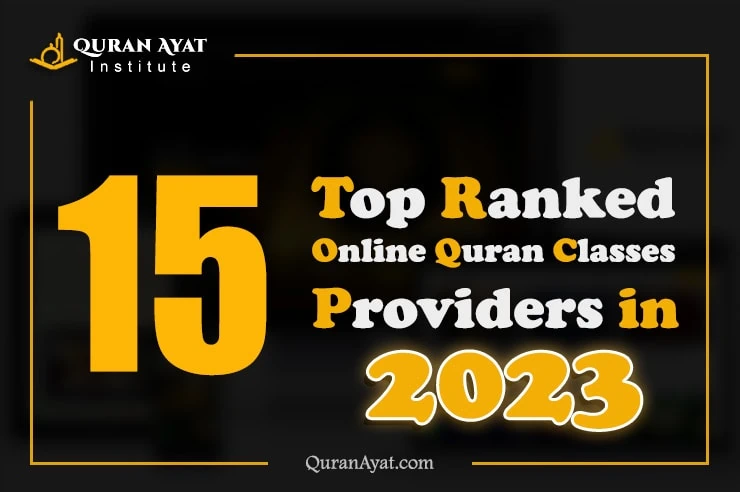 QURAN AYAT
Institute
15
Top Ranked
Online Quran Classes
Providers in
2023
QuranAyat.com